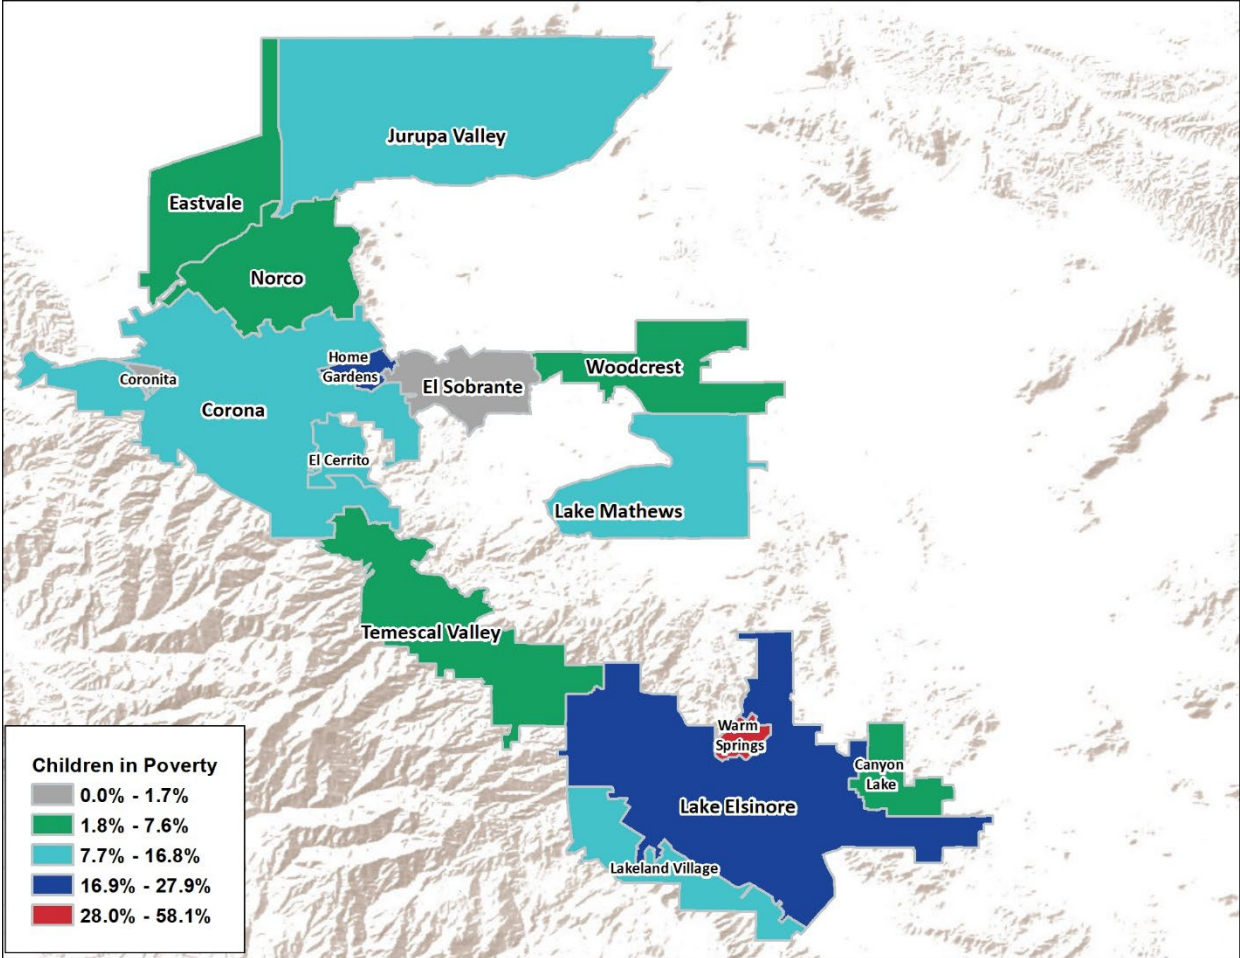 Jurupa Valley
Eastvale
Norco
Home
Gardens
Woodcrest
Coronita
El Sobrante
Corona
El Cerrito
Lake Mathews
Temescal Valley
Warm
Springs
Canyon
Lake
Lake Elsinore
Lakeland Village
Children in Poverty
0.0% - 1.7%
1.8% - 7.6%
7.7% - 16.8%
16.9% - 27.9%
28.0% - 58.1%